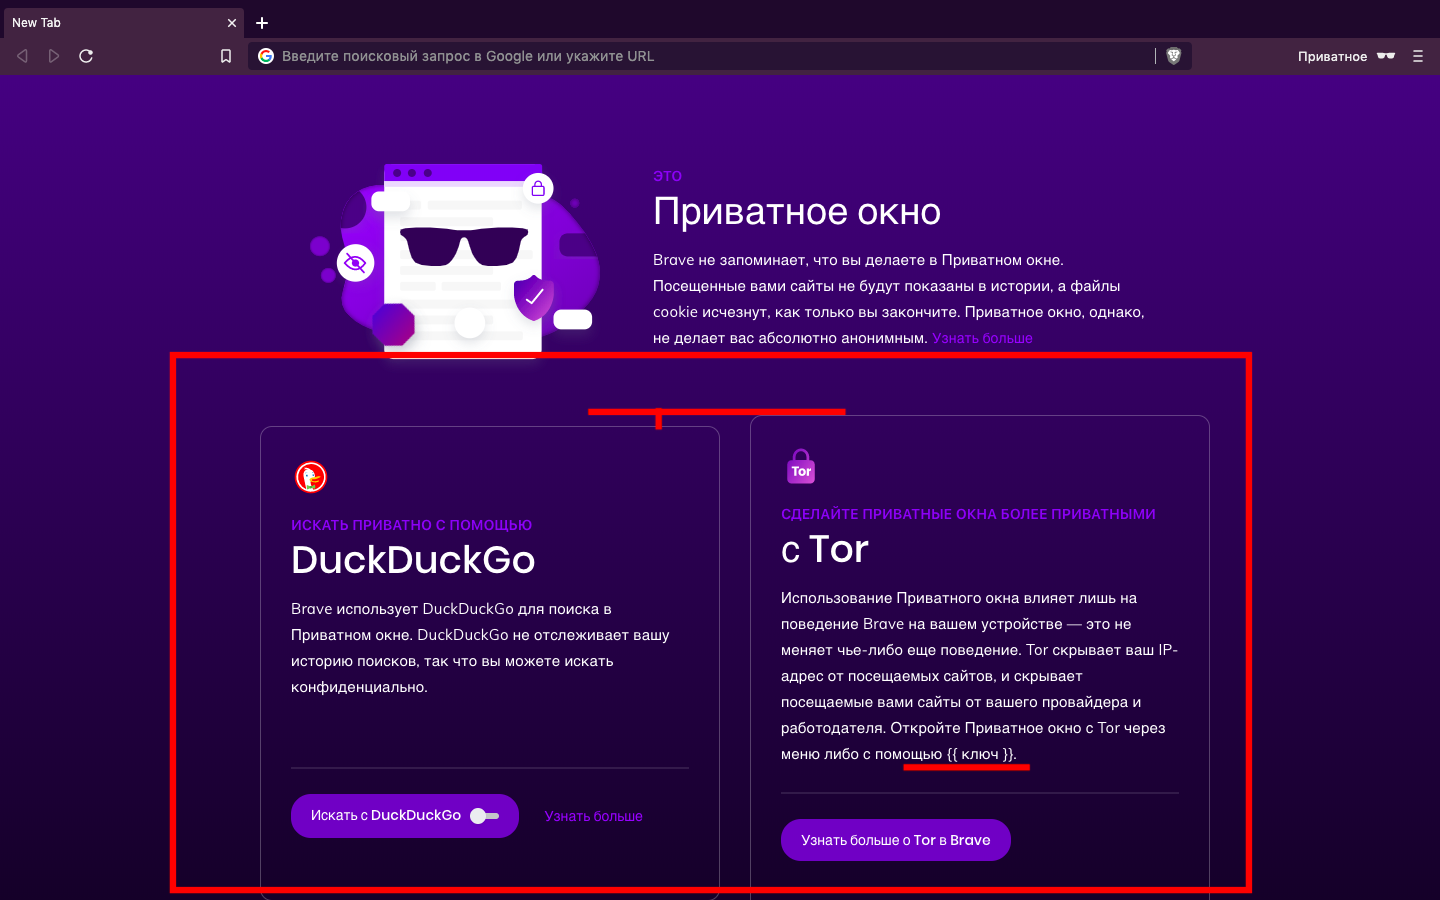 New Tab
Введите поисковый запрос в Google или укажите URL
Приватное
ЭТО
Приватное окно
Brave не запоминает, что вы делаете в Приватном окне.
Посещенные вами сайты не будут показаны в истории, а файлы
cookie исчезнут, как только вы закончите. Приватное окно, однако,
не делает вас абсолютно анонимным. Узнать больше
ИСКАТЬ ПРИВАТНО С ПОМОЩЬЮ
DuckDuckGo
Brave использует DuckDuckGo для поиска в
Приватном окне. DuckDuckGo не отслеживает вашу
историю поисков, так что вы можете искать
конфиденциально.
Искать с DuckDuckGo
Узнать больше
Tor
СДЕЛАЙТЕ ПРИВАТНЫЕ ОКНА БОЛЕЕ ПРИВАТНЫМИ
с Tor
Использование Приватного окна влияет лишь на
поведение Brave на вашем устройстве — это не
меняет чье-либо еще поведение. Tor скрывает ваш IP-
адрес от посещаемых сайтов, и скрывает
посещаемые вами сайты от вашего провайдера и
работодателя. Откройте Приватное окно с Tor через
меню либо с помощью {{ ключ }}.
Узнать больше о Tor в Brave